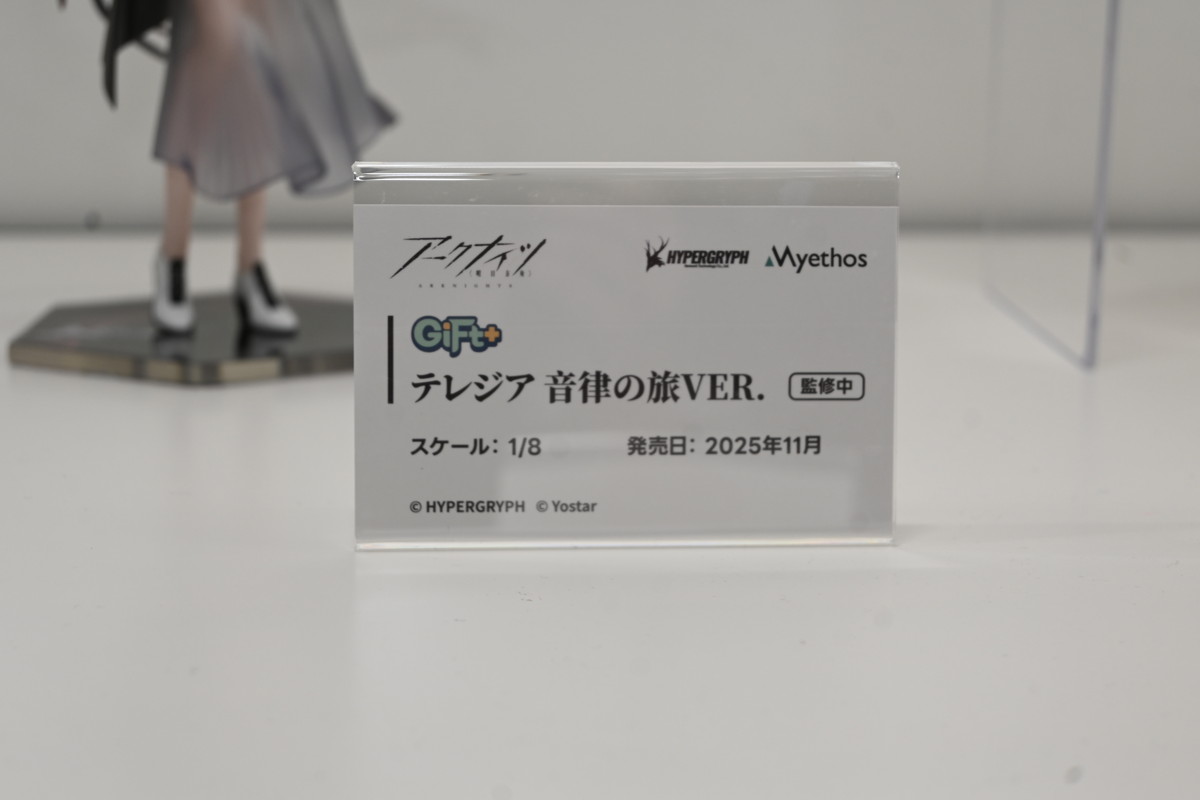 アークナイツ
HYPERGRYPH
Myethos
GiFt+
テレジア 音律の旅VER. 監修中
スケール: 1/8 発売日: 2025年11月
© HYPERGRYPH © Yostar